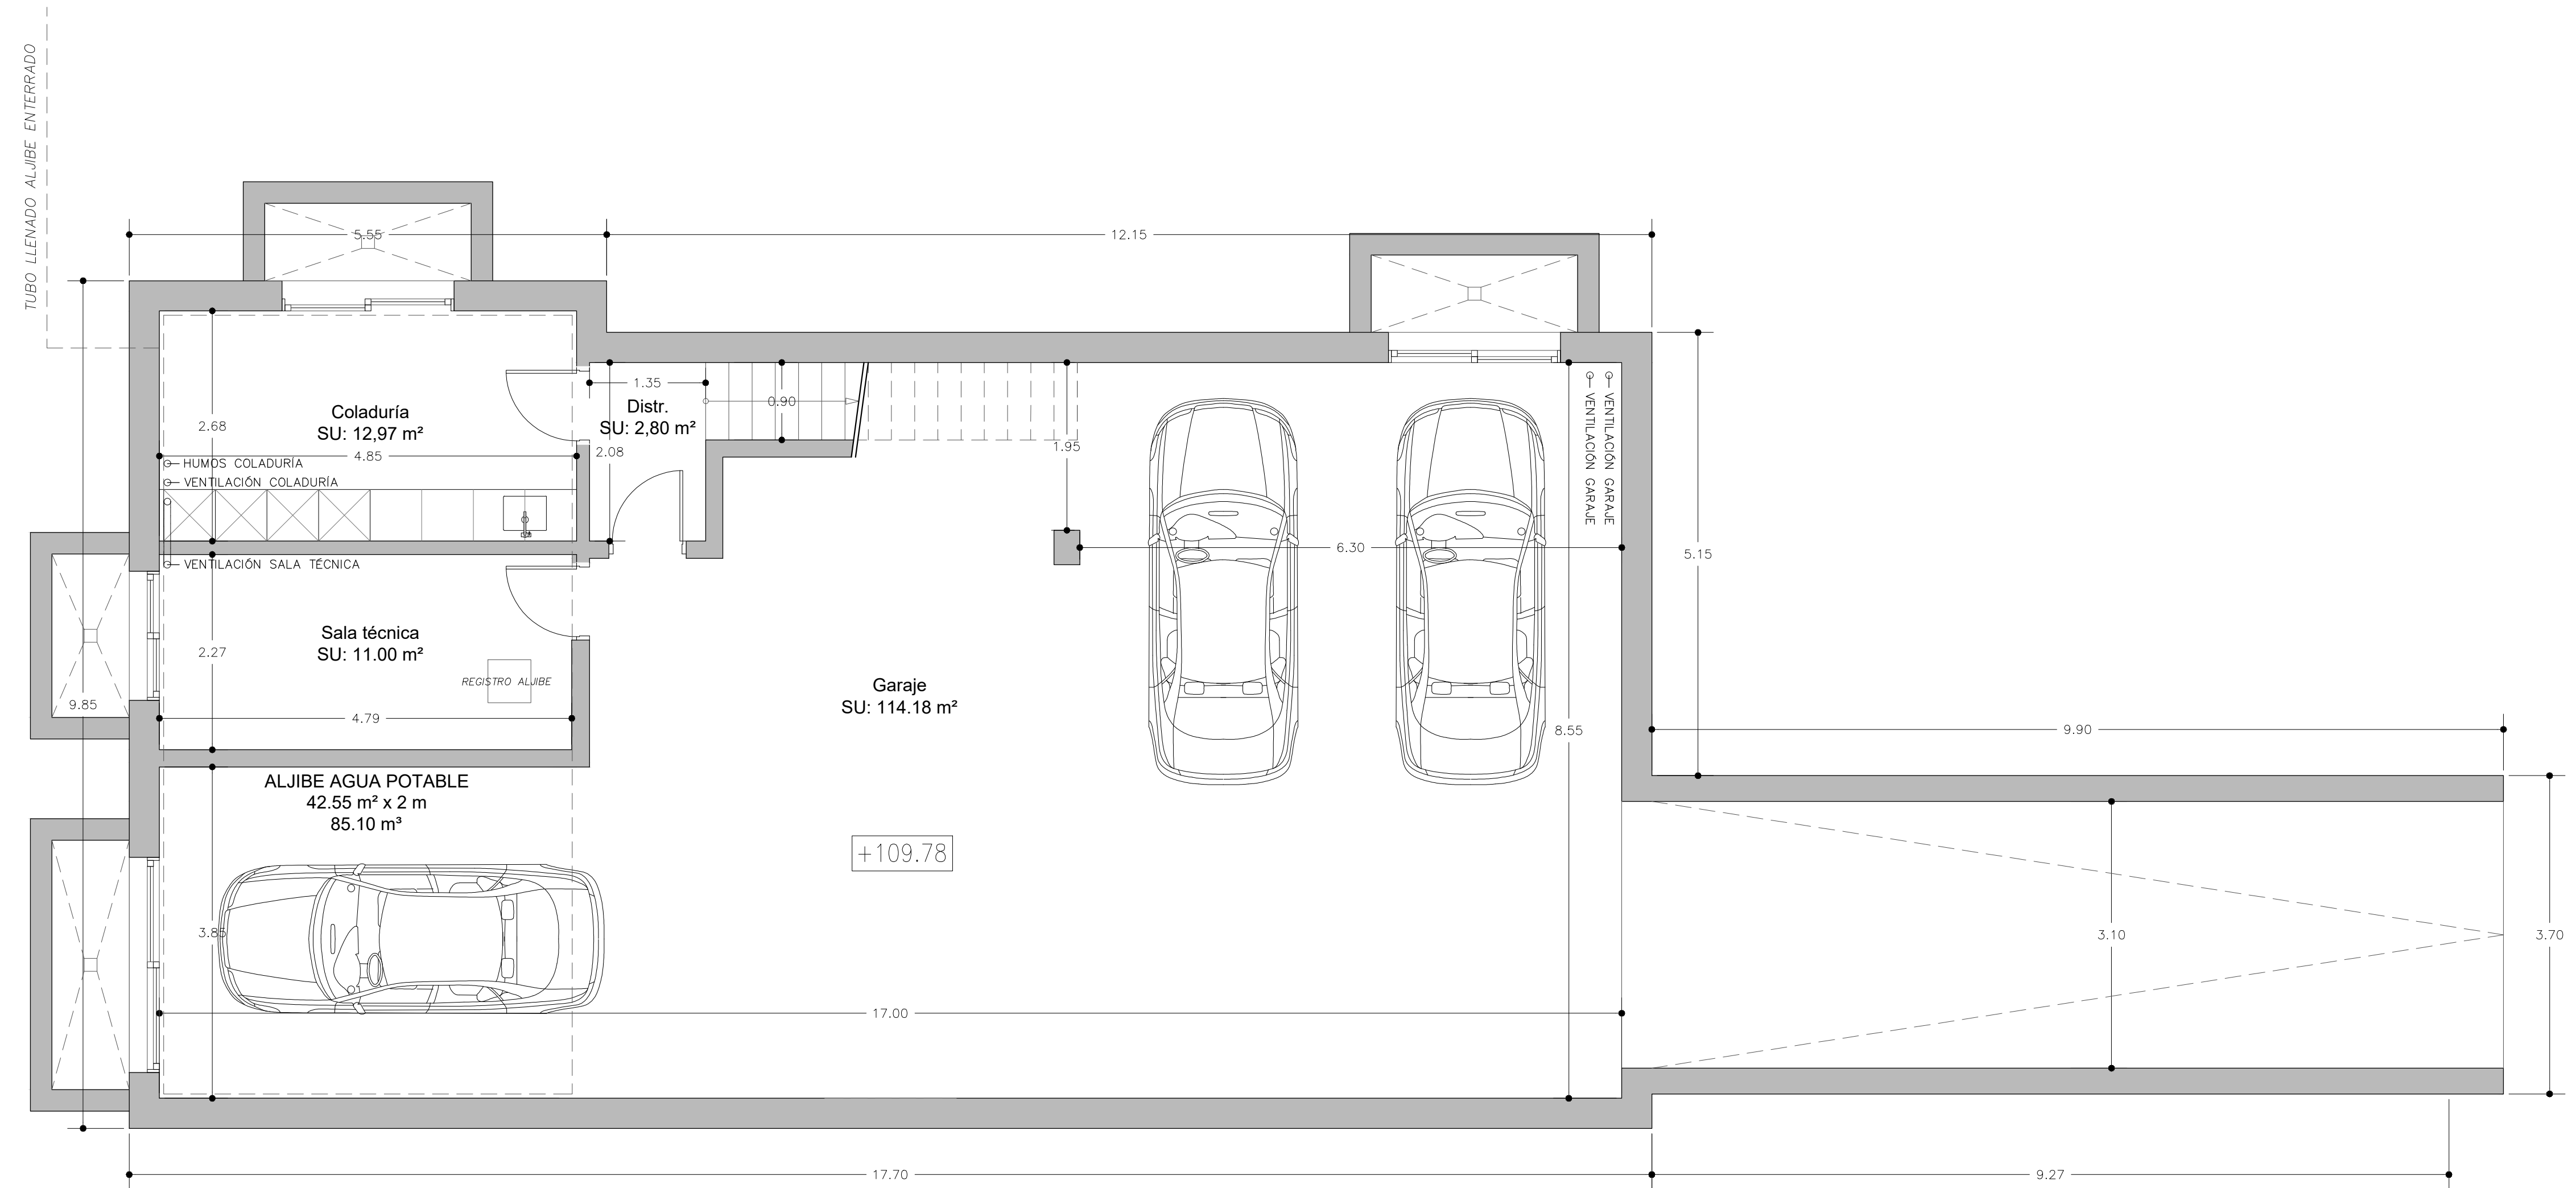 TUBO LLENADO ALJIBE ENTERRADO
5.55
12.15
Coladuría
SU: 12,97 m²
2.68
4.85
HUMOS COLADURÍA
VENTILACIÓN COLADURÍA
1.35
Distr.
SU: 2,80 m²
2.08
0.90
1.95
VENTILACIÓN GARAJE
VENTILACIÓN GARAJE
6.30
5.15
VENTILACIÓN SALA TÉCNICA
Sala técnica
SU: 11.00 m²
2.27
REGISTRO ALJIBE
9.85
4.79
Garaje
SU: 114.18 m²
8.55
9.90
ALJIBE AGUA POTABLE
42.55 m² x 2 m
85.10 m³
+109.78
3.85
3.10
3.70
17.00
17.70
9.27